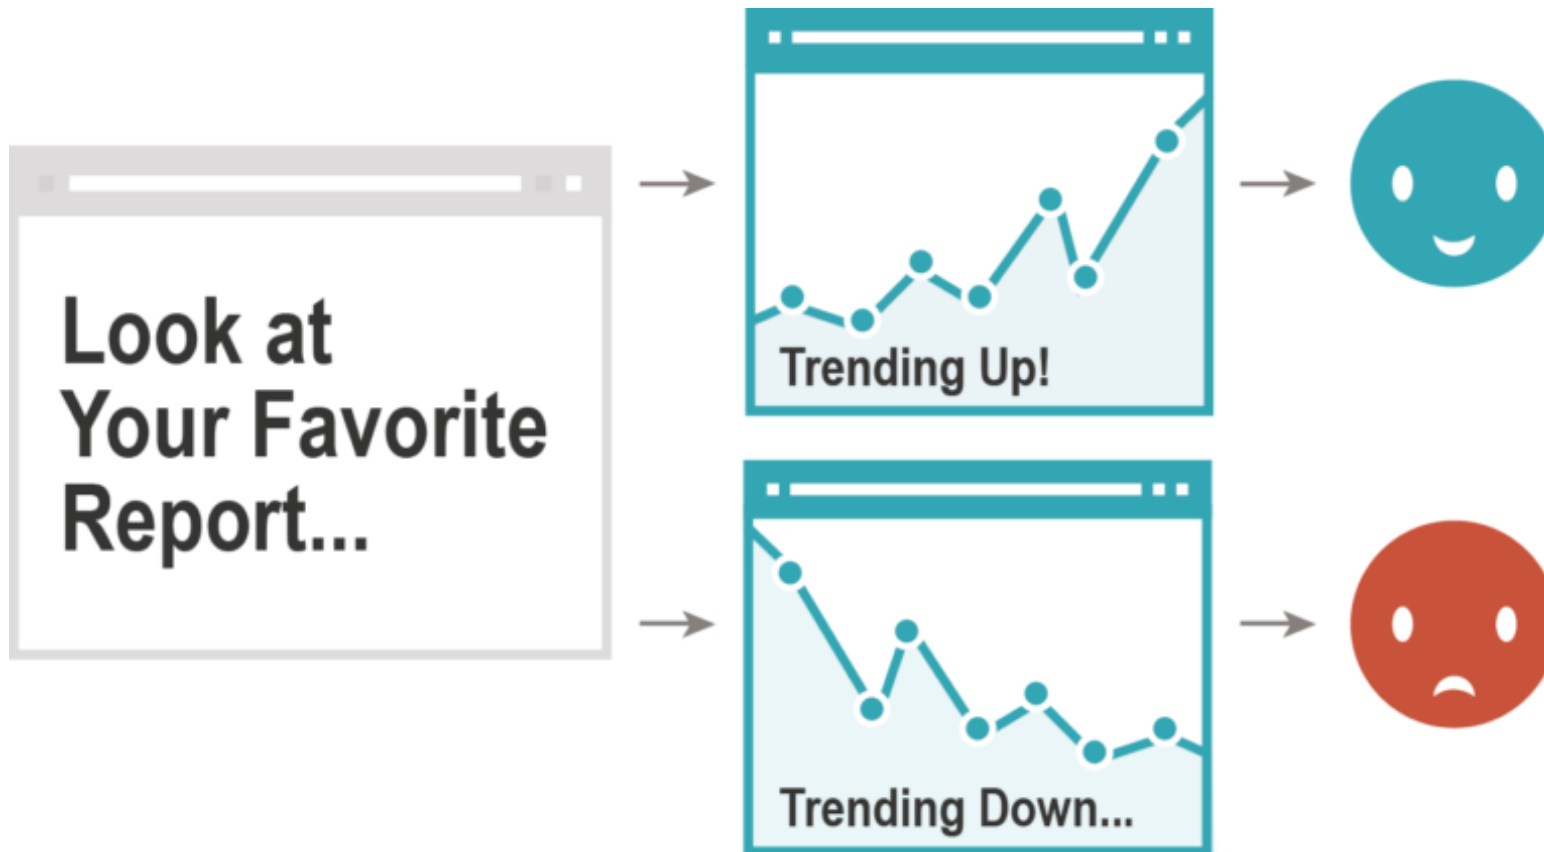 Look at
Your Favorite
Report...
Trending Up!
Trending Down...